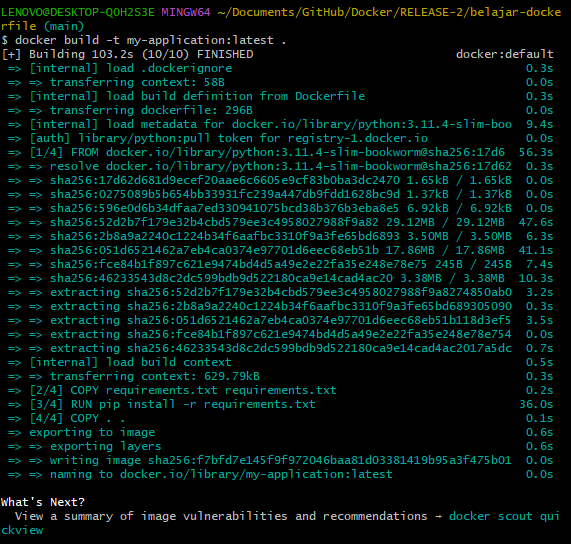 LENOVO@DESKTOP-QOH2S3E MINGW64 ~/Documents/GitHub/Docker/RELEASE-2/belajar-docke
rfile (main)
$ docker build -t my-application:latest .
[+] Building 103.2s (10/10) FINISHED docker:default
=> [internal] load .dockerignore 0.3s
=> => transferring context: 58B 0.0s
=> [internal] load build definition from Dockerfile 0.3s
=> => transferring dockerfile: 296B 0.0s
=> [internal] load metadata for docker.io/library/python:3.11.4-slim-boo 9.4s
=> [auth] library/python:pull token for registry-1.docker.io 0.0s
=> [1/4] FROM docker.io/library/python:3.11.4-slim-bookworm@sha256:17d6 56.3s
=> => resolve docker.io/library/python:3.11.4-slim-bookworm@sha256:17d62 0.3s
=> => sha256:17d62d681d9ecef20aae6c6605e9cf83b0ba3dc2470 1.65kB / 1.65kB 0.0s
=> => sha256:0275089b5b654bb33931fc239a447db9fdd1628bc9d 1.37kB / 1.37kB 0.0s
=> => sha256:596e0d6b34dfaa7ed330941075bcd38b376b3eba8e5 6.92kB / 6.92kB 0.0s
=> => sha256:52d2b7f179e32b4cbd579ee3c4958027988f9a82 29.12MB / 29.12MB 47.6s
=> => sha256:2b8a9a2240c1224b34f6aafbc3310f9a3fe65bd6893 3.50MB / 3.50MB 6.3s
=> => sha256:051d6521462a7eb4ca0374e97701d6eec68eb51b 17.86MB / 17.86MB 41.1s
=> => sha256:fce84b1f897c621e9474bd4d5a49e2e22fa35e248e78e75 245B / 245B 7.4s
=> => sha256:46233543d8c2dc599bdb9d522180ca9e14cad4ac20 3.38MB / 3.38MB 10.3s
=> => extracting sha256:52d2b7f179e32b4cbd579ee3c4958027988f9a8274850ab0 3.2s
=> => extracting sha256:2b8a9a2240c1224b34f6aafbc3310f9a3fe65bd689305090 0.3s
=> => extracting sha256:051d6521462a7eb4ca0374e97701d6eec68eb51b118d3ef5 3.5s
=> => extracting sha256:fce84b1f897c621e9474bd4d5a49e2e22fa35e248e78e754 0.0s
=> => extracting sha256:46233543d8c2dc599bdb9d522180ca9e14cad4ac2017a5dc 0.7s
=> [internal] load build context 0.5s
=> => transferring context: 629.79kB 0.3s
=> [2/4] COPY requirements.txt requirements.txt 0.2s
=> [3/4] RUN pip install -r requirements.txt 36.0s
=> [4/4] COPY . . 0.1s
=> exporting to image 0.6s
=> => exporting layers 0.6s
=> => writing image sha256:f7bfd7e145f9f972046baa81d03381419b95a3f475b01 0.0s
=> => naming to docker.io/library/my-application:latest 0.0s
What's Next?
View a summary of image vulnerabilities and recommendations → docker scout qui
ckview